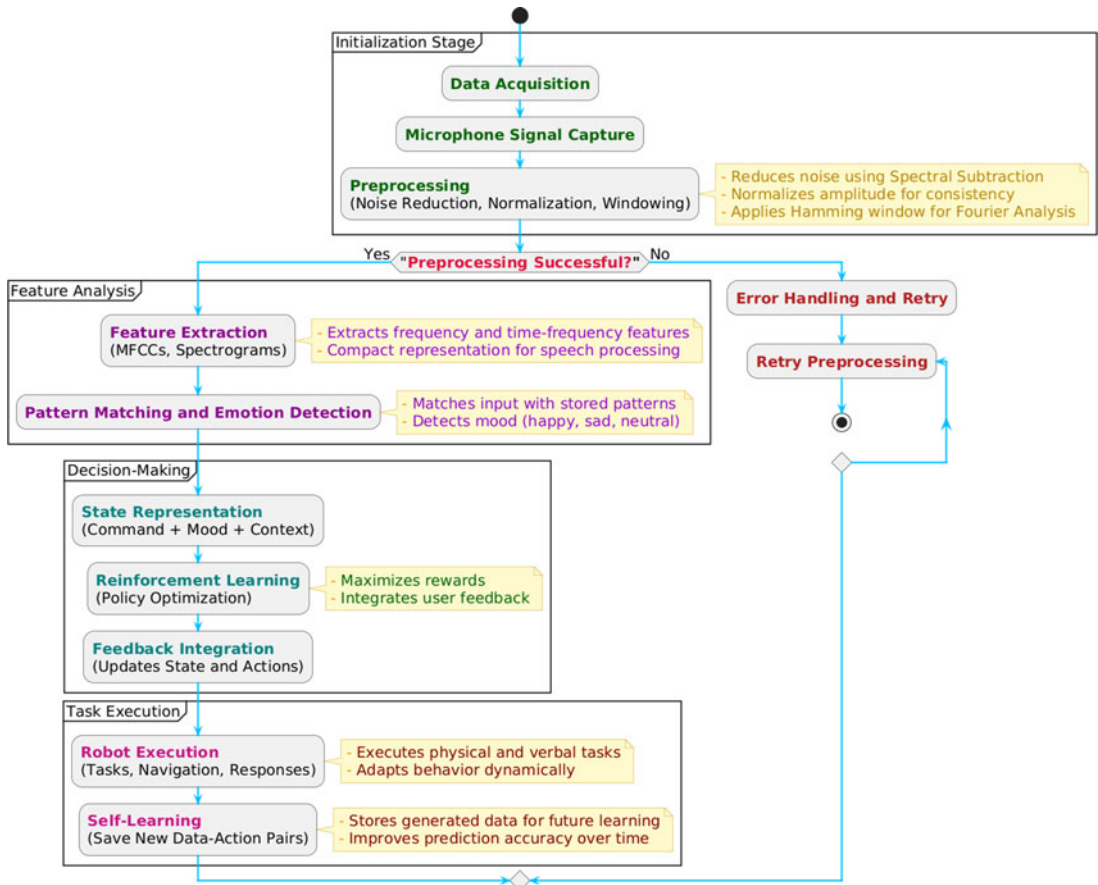 Initialization Stage
Data Acquisition
Microphone Signal Capture
Preprocessing
(Noise Reduction, Normalization, Windowing)
- Reduces noise using Spectral Subtraction
- Normalizes amplitude for consistency
- Applies Hamming window for Fourier Analysis
Yes
"Preprocessing Successful?"
No
Feature Analysis
Feature Extraction
(MFCCs, Spectrograms)
- Extracts frequency and time-frequency features
- Compact representation for speech processing
Pattern Matching and Emotion Detection
- Matches input with stored patterns
- Detects mood (happy, sad, neutral)
Error Handling and Retry
Retry Preprocessing
Decision-Making
State Representation
(Command + Mood + Context)
Reinforcement Learning
(Policy Optimization)
- Maximizes rewards
- Integrates user feedback
Feedback Integration
(Updates State and Actions)
Task Execution
Robot Execution
(Tasks, Navigation, Responses)
- Executes physical and verbal tasks
- Adapts behavior dynamically
Self-Learning
(Save New Data-Action Pairs)
- Stores generated data for future learning
- Improves prediction accuracy over time